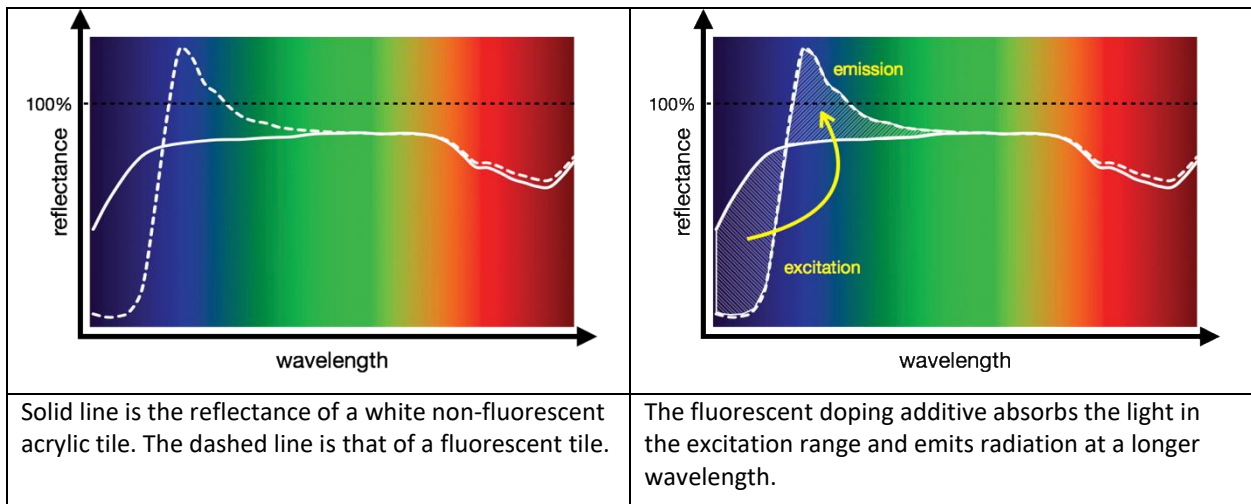 100%
reflectance
wavelength
emission
100%
reflectance
excitation
wavelength
Solid line is the reflectance of a white non-fluorescent
acrylic tile. The dashed line is that of a fluorescent tile.
The fluorescent doping additive absorbs the light in
the excitation range and emits radiation at a longer
wavelength.